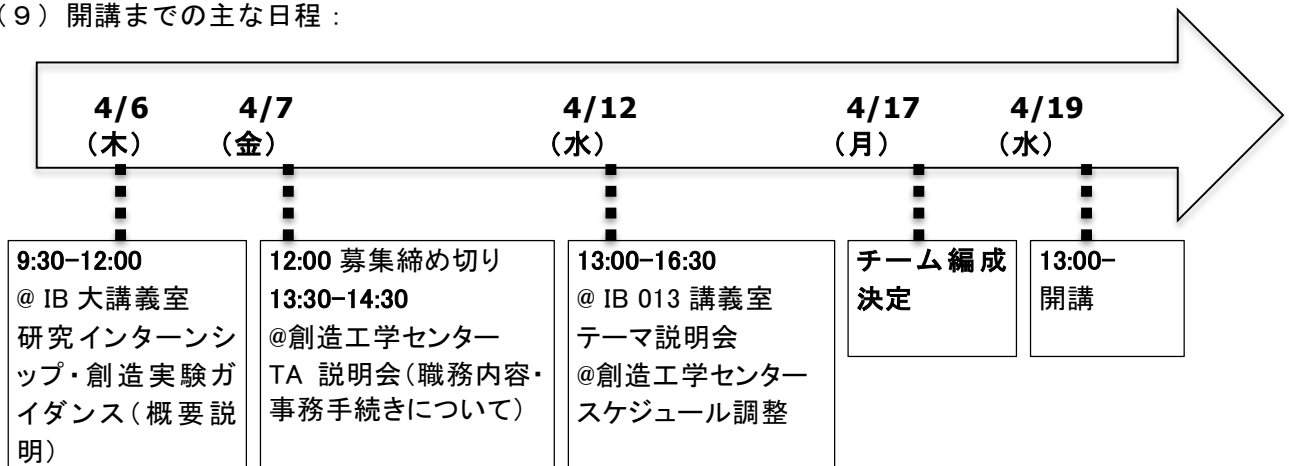 （９）開講までの主な日程：
4/6
（木）
4/7
（金）
4/12
（水）
4/17
（月）
4/19
（水）
9:30-12:00
@ IB 大講義室
研究インターンシ
ップ・創造実験ガ
イダンス（概要説
明）
12:00 募集締め切り
13:30-14:30
@創造工学センター
TA 説明会（職務内容・
事務手続きについて）
13:00-16:30
@ IB 013 講義室
テーマ説明会
@創造工学センター
スケジュール調整
チーム編成
決定
13:00-
開講